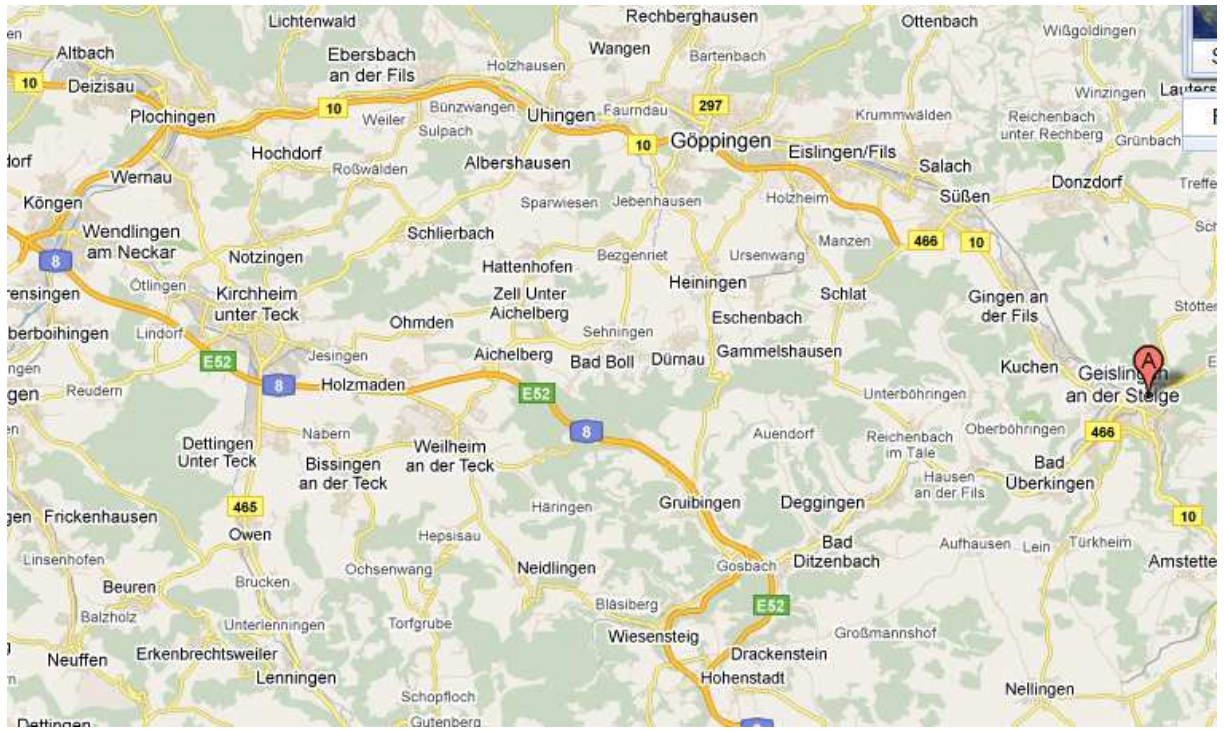 Lichtenwald
Rechberghausen
Ottenbach
Wißgoldingen
Altbach
Ebersbach
an der Fils
Wangen
Bartenbach
Holzhausen
10
Deizisau
Winzingen
Plochingen
10
Bünzwangen
Weiler
Sulpach
Uhingen
Faurndau
297
Krummwälden
Reichenbach
unter Rechberg
Grünbach
10
Göppingen
Eislingen/Fils
Salach
Hochdorf
Roßwälden
Albershausen
Wernau
Köngen
Sparwiesen
Jebenhausen
Holzheim
Süßen
Donzdorf
Wendlingen
am Neckar
Schlierbach
Manzen
466
10
8
Notzingen
Hattenhofen
Bezgenriet
Ursenwang
Ötlingen
Kirchheim
unter Teck
Zell Unter
Aichelberg
Heiningen
Schlat
Gingen an
der Fils
Lindorf
Ohmden
Sehningen
Eschenbach
Jesingen
Aichelberg
Bad Boll
Dürnau
Gammelshausen
Kuchen
A
Geislingen
an der Steige
E52
8
Holzmaden
E52
Reudern
Unterböhringen
8
Nabern
Weilheim
an der Teck
Auendorf
Reichenbach
im Täle
Oberböhringen
466
Dettingen
Unter Teck
Bissingen
an der Teck
Hausen
an der Fils
Bad
Überkingen
465
Häringen
Gruibingen
Deggingen
10
Frickenhausen
Owen
Hepsisau
Bad
Ditzenbach
Aufhausen
Lein
Türkheim
Linsenhofen
Ochsenwang
Neidlingen
Gosbach
Beuren
Brucken
Balzholz
Bläsiberg
E52
Unterlenningen
Torfgrube
Wiesensteig
Großmannshof
Neuffen
Erkenbrechtsweiler
Drackenstein
Lenningen
Hohenstadt
Nellingen
Schopfloch
Gutenberg
Dettingen